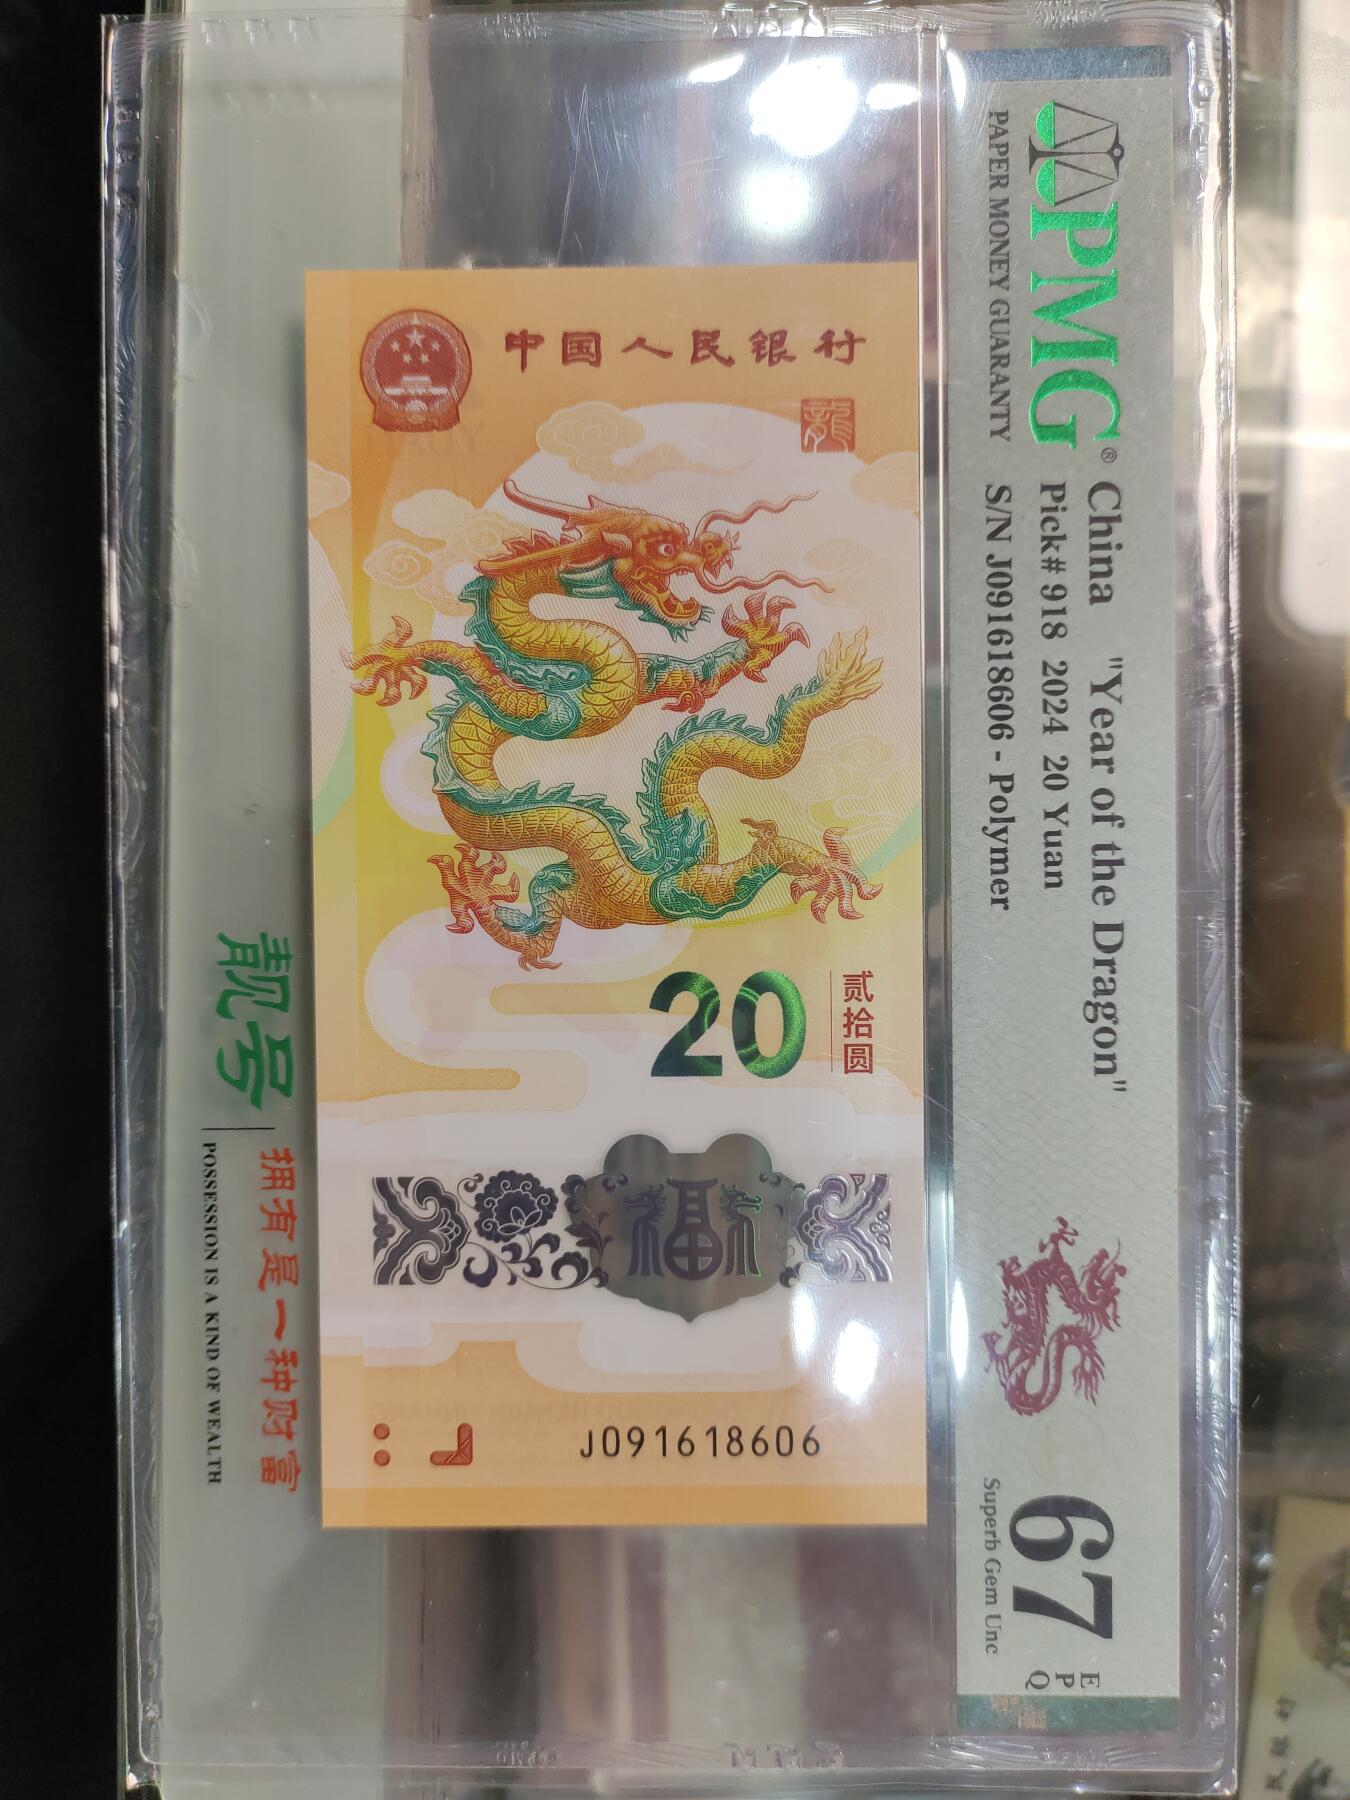 PMG®
PAPER MONEY GUARANTY
China "Year of the Dragon"
Pick# 918 2024 20 Yuan
S/N J091618606 - Polymer
67
EPQ
Superb Gem Unc
中国人民银行
龍
20
贰拾圆
福
J091618606
靓号
拥有是一种财富
POSSESSION IS A KIND OF WEALTH